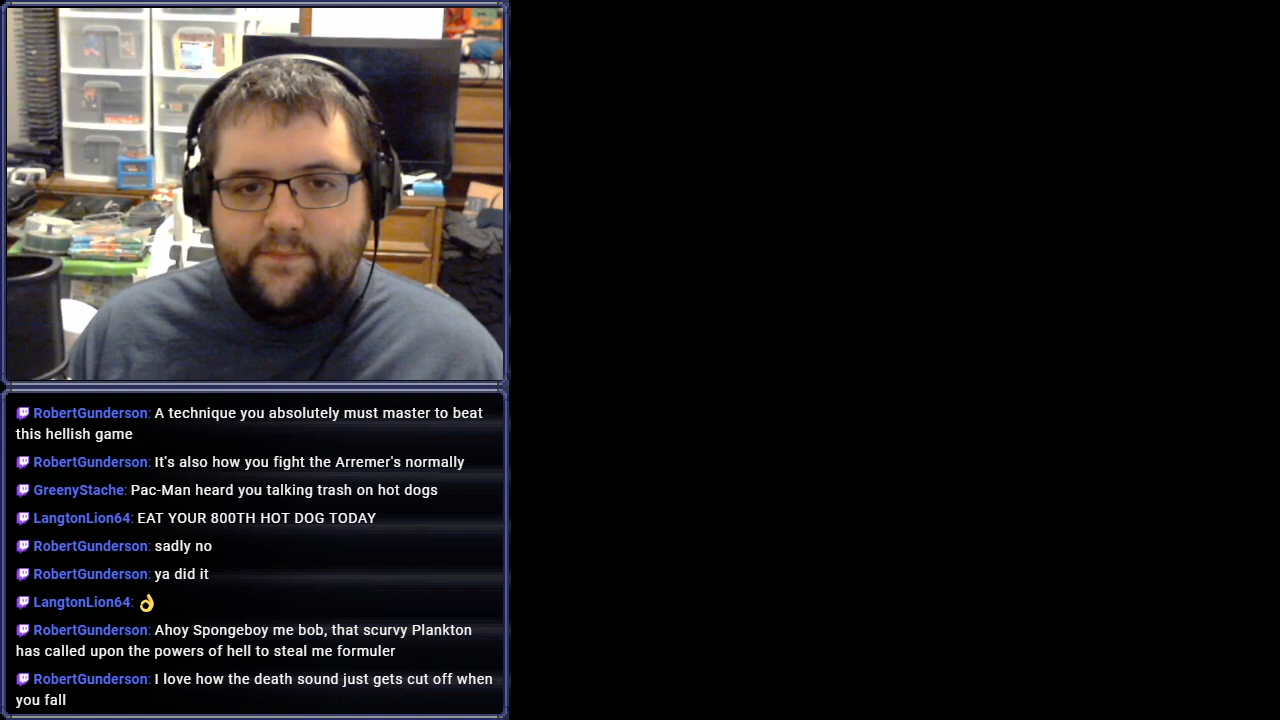 RobertGunderson: A technique you absolutely must master to beat
this hellish game
RobertGunderson: It's also how you fight the Arremer's normally
GreenyStache: Pac-Man heard you talking trash on hot dogs
LangtonLion64: EAT YOUR 800TH HOT DOG TODAY
RobertGunderson: sadly no
RobertGunderson: ya did it
LangtonLion64: 👌
RobertGunderson: Ahoy Spongeboy me bob, that scurvy Plankton
has called upon the powers of hell to steal me formuler
RobertGunderson: I love how the death sound just gets cut off when
you fall